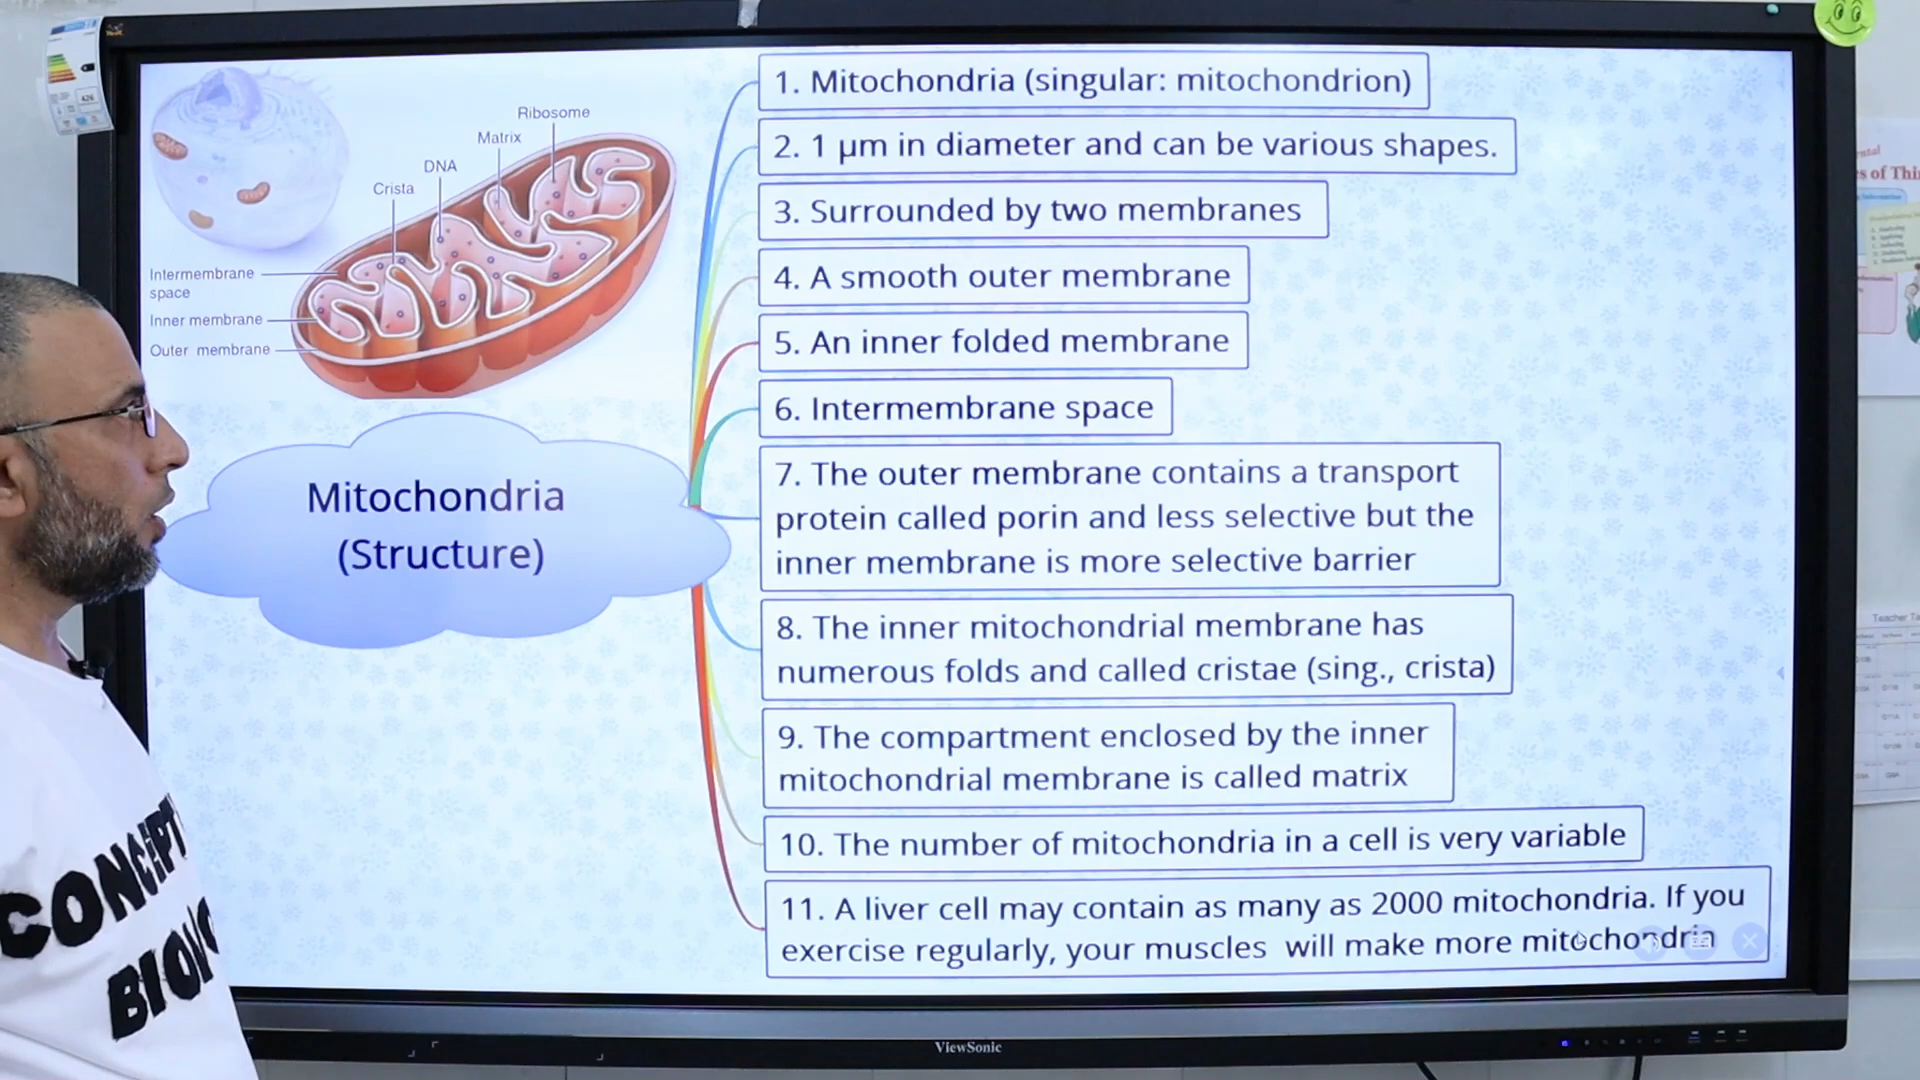 Ribosome
Matrix
DNA
Crista
Intermembrane
space
Inner membrane
Outer membrane
Mitochondria
(Structure)
1. Mitochondria (singular: mitochondrion)
2. 1 µm in diameter and can be various shapes.
3. Surrounded by two membranes
4. A smooth outer membrane
5. An inner folded membrane
6. Intermembrane space
7. The outer membrane contains a transport
protein called porin and less selective but the
inner membrane is more selective barrier
8. The inner mitochondrial membrane has
numerous folds and called cristae (sing., crista)
9. The compartment enclosed by the inner
mitochondrial membrane is called matrix
10. The number of mitochondria in a cell is very variable
11. A liver cell may contain as many as 2000 mitochondria. If you
exercise regularly, your muscles will make more mitochondria
ViewSonic
CONCEPT
BIOLOG
s of Thi
Teacher Ta